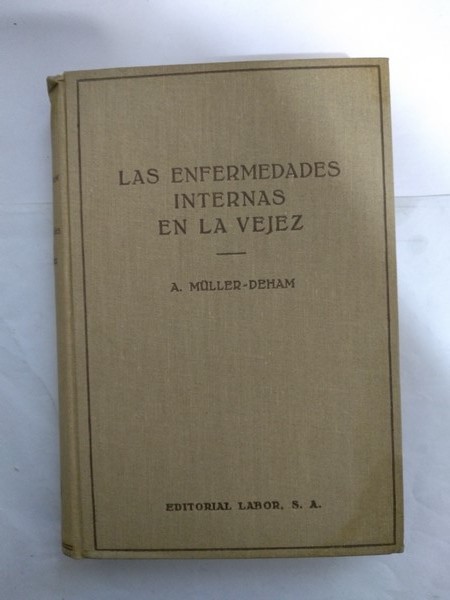 LAS ENFERMEDADES
INTERNAS
EN LA VEJEZ
A. MÜLLER-DEHAM
EDITORIAL LABOR, S. A.